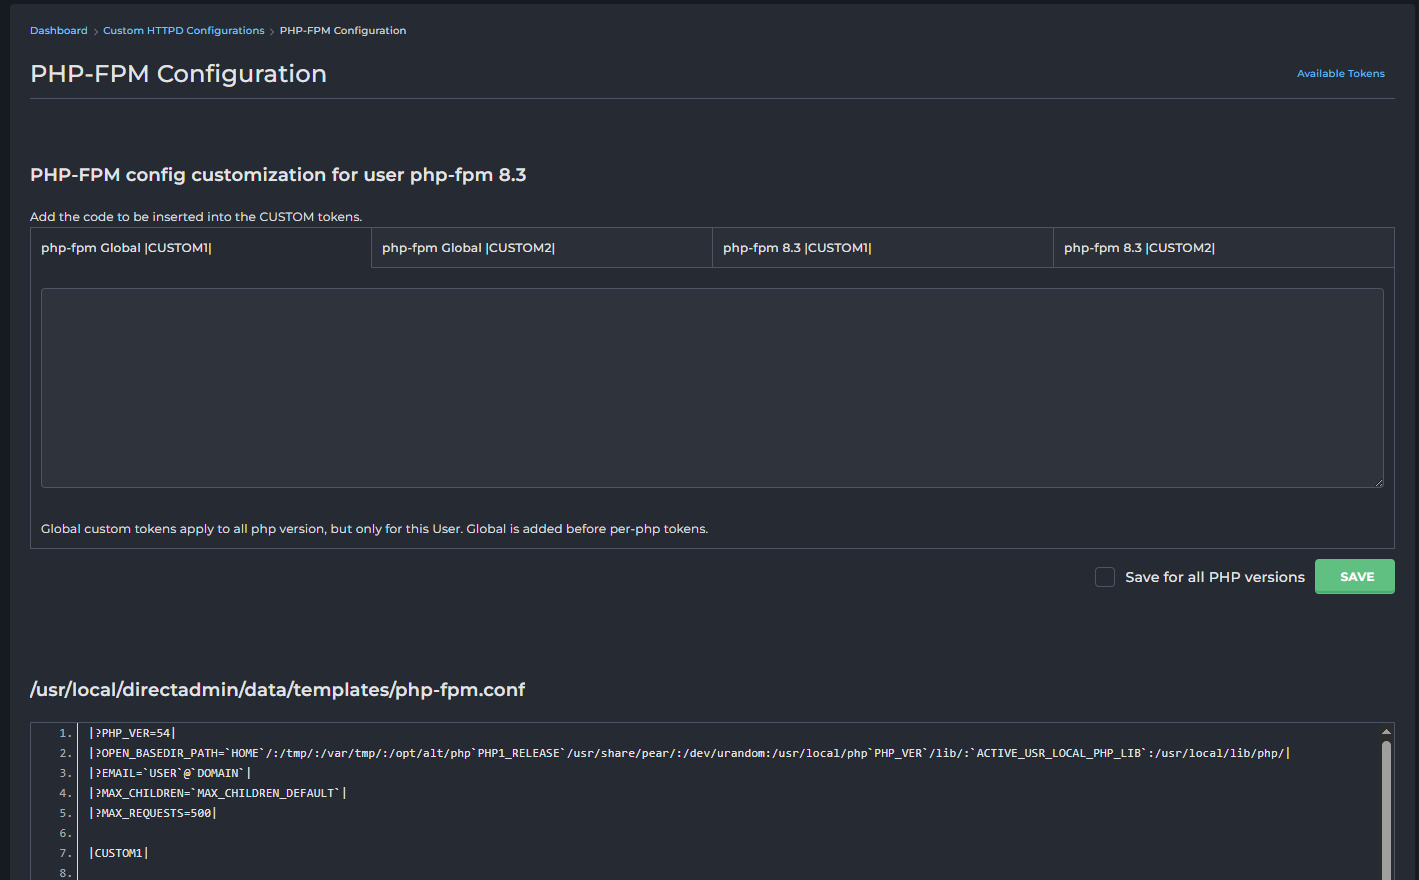 Dashboard > Custom HTTPD Configurations > PHP-FPM Configuration
PHP-FPM Configuration
Available Tokens
PHP-FPM config customization for user php-fpm 8.3
Add the code to be inserted into the CUSTOM tokens.
php-fpm Global |CUSTOM1| php-fpm Global |CUSTOM2| php-fpm 8.3 |CUSTOM1| php-fpm 8.3 |CUSTOM2|
Global custom tokens apply to all php version, but only for this User. Global is added before per-php tokens.
Save for all PHP versions SAVE
/usr/local/directadmin/data/templates/php-fpm.conf
1. |?PHP_VER=54|
2. |?OPEN_BASEDIR_PATH=`HOME`/:/tmp/:/var/tmp/:/opt/alt/php`PHP1_RELEASE`/usr/share/pear/:/dev/urandom:/usr/local/php`PHP_VER`/lib/:`ACTIVE_USR_LOCAL_PHP_LIB`:/usr/local/lib/php/|
3. |?EMAIL=`USER`@`DOMAIN`|
4. |?MAX_CHILDREN=`MAX_CHILDREN_DEFAULT`|
5. |?MAX_REQUESTS=500|
6.
7. |CUSTOM1|
8.